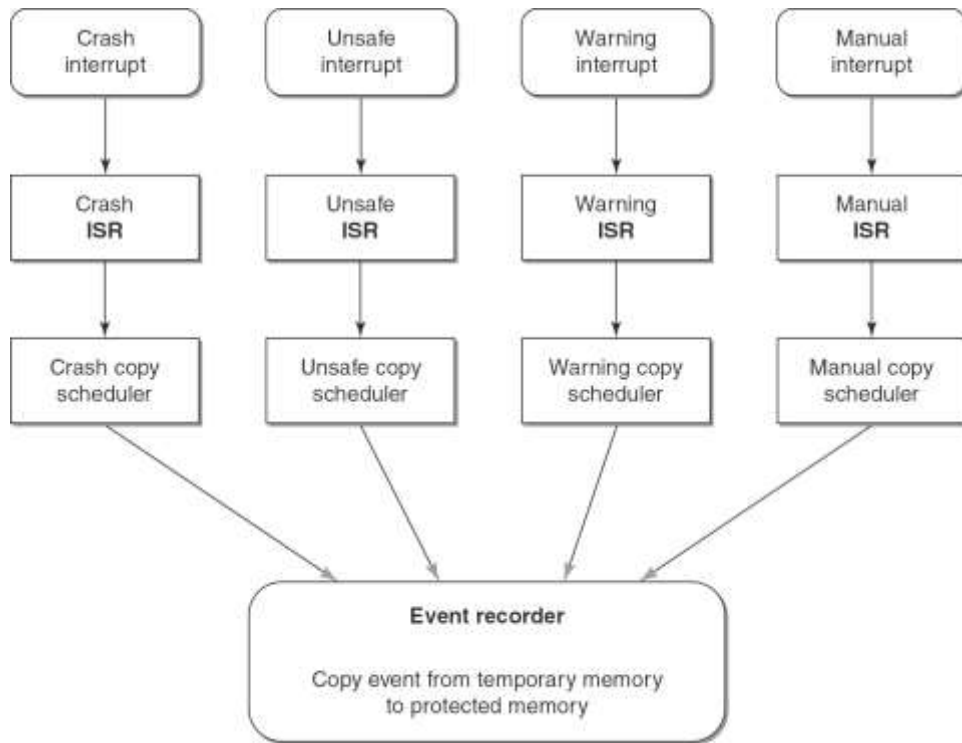 Crash
interrupt
Unsafe
interrupt
Warning
interrupt
Manual
interrupt
Crash
ISR
Unsafe
ISR
Warning
ISR
Manual
ISR
Crash copy
scheduler
Unsafe copy
scheduler
Warning copy
scheduler
Manual copy
scheduler
Event recorder
Copy event from temporary memory
to protected memory